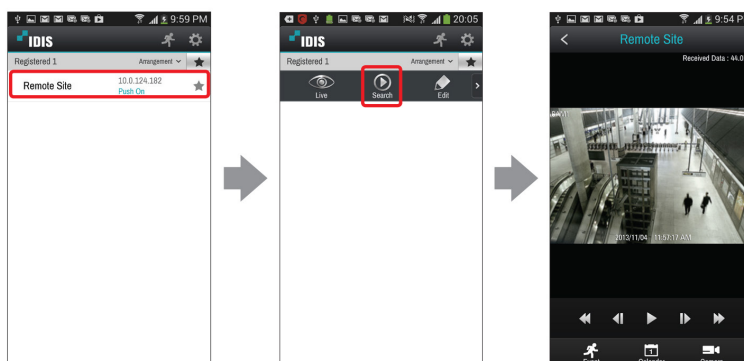 9:59 PM
IDIS
Registered 1
Arrangement
Remote Site
10.0.124.182
Push On
20:05
IDIS
Registered 1
Arrangement
Live
Search
Edit
9:54 P
Remote Site
Received Data : 44.0
2013/11/04 11:57:17 AM
1
Event
Calendar